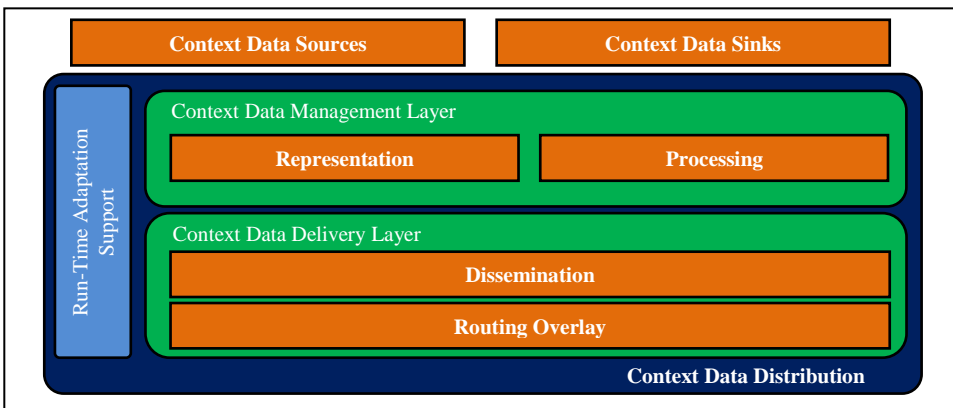 Context Data Sources
Context Data Sinks
Run-Time Adaptation
Support
Context Data Management Layer
Representation
Processing
Context Data Delivery Layer
Dissemination
Routing Overlay
Context Data Distribution